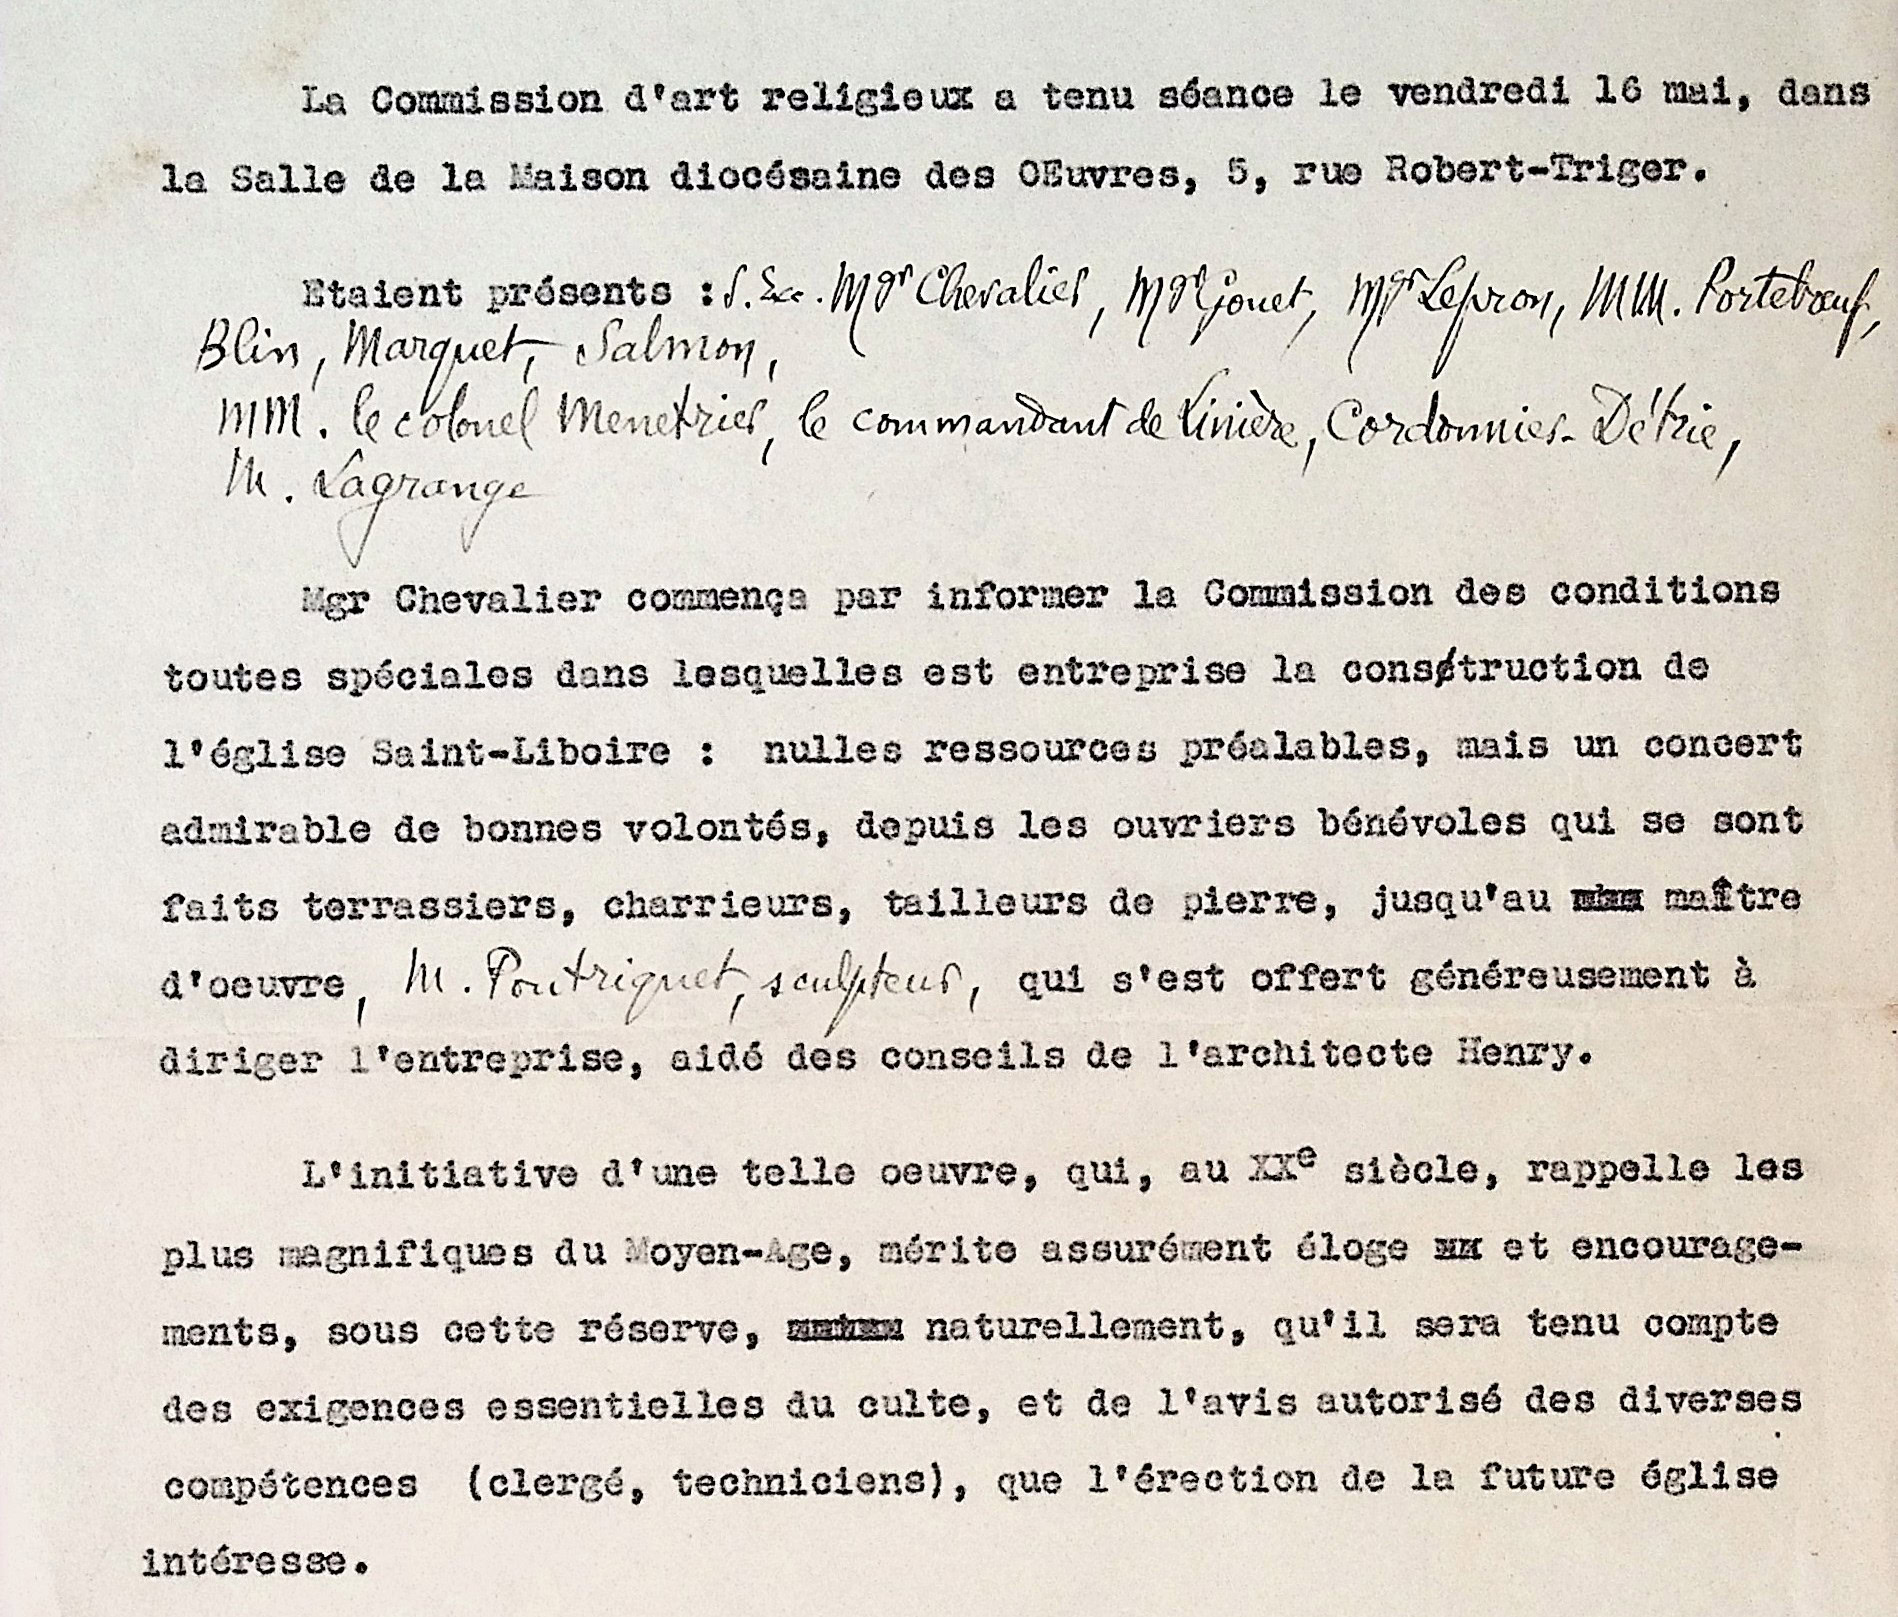 La Commission d'art religieux a tenu séance le vendredi 16 mai, dans
la Salle de la Maison diocésaine des OEuvres, 5, rue Robert-Triger.
Etaient présents : S. Exc. Mgr Chevalier, Mgr Gouet, Mgr Lepron, MM. Portebœuf,
Blin, Marquet, Salmon,
MM. le colonel Menetrier, le commandant de Linière, Cordonnier-Détrie,
M. Lagrange
Mgr Chevalier commença par informer la Commission des conditions
toutes spéciales dans lesquelles est entreprise la construction de
l'église Saint-Liboire : nulles ressources préalables, mais un concert
admirable de bonnes volontés, depuis les ouvriers bénévoles qui se sont
faits terrassiers, charrieurs, tailleurs de pierre, jusqu'au maître
d'oeuvre, M. Poutriquet, sculpteur, qui s'est offert généreusement à
diriger l'entreprise, aidé des conseils de l'architecte Henry.
L'initiative d'une telle oeuvre, qui, au XXe siècle, rappelle les
plus magnifiques du Moyen-Age, mérite assurément éloge et encourage-
ments, sous cette réserve, naturellement, qu'il sera tenu compte
des exigences essentielles du culte, et de l'avis autorisé des diverses
compétences (clergé, techniciens), que l'érection de la future église
intéresse.